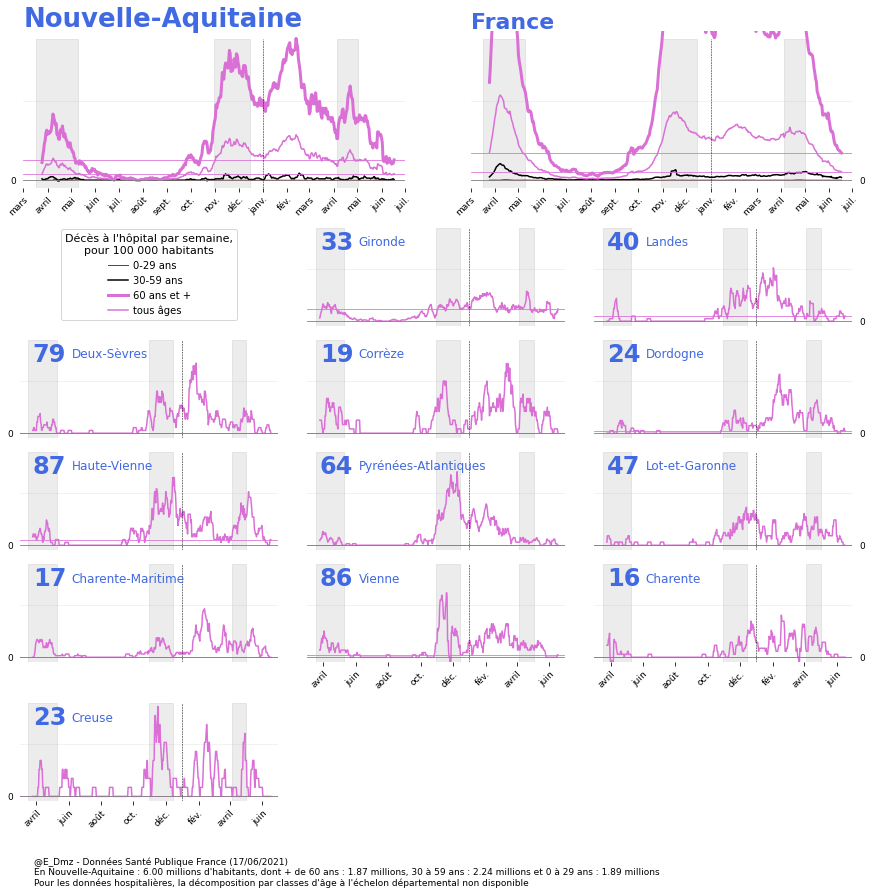 Nouvelle-Aquitaine
France
0
0
mars avril mai juin juil. août sept. oct. nov. déc. janv. fév. mars avril mai juin juil.
mars avril mai juin juil. août sept. oct. nov. déc. janv. fév. mars avril mai juin juil.
Décès à l'hôpital par semaine,
pour 100 000 habitants
0-29 ans
30-59 ans
60 ans et +
tous âges
33 Gironde
40 Landes
0
79 Deux-Sèvres
0
19 Corrèze
24 Dordogne
0
87 Haute-Vienne
0
64 Pyrénées-Atlantiques
47 Lot-et-Garonne
0
17 Charente-Maritime
0
86 Vienne
16 Charente
0
avril juin août oct. déc. fév. avril juin
avril juin août oct. déc. fév. avril juin
23 Creuse
0
avril juin août oct. déc. fév. avril juin
@E_Dmz - Données Santé Publique France (17/06/2021)
En Nouvelle-Aquitaine : 6.00 millions d'habitants, dont + de 60 ans : 1.87 millions, 30 à 59 ans : 2.24 millions et 0 à 29 ans : 1.89 millions
Pour les données hospitalières, la décomposition par classes d'âge à l'échelon départemental non disponible